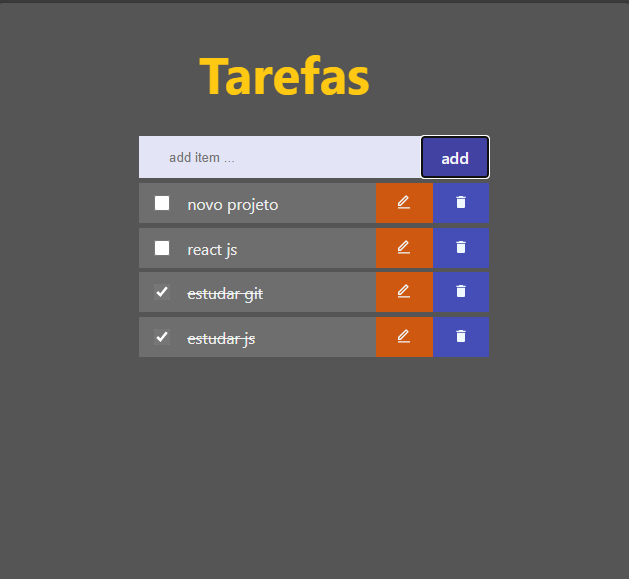 Tarefas
add item ...
add
novo projeto
react js
estudar git
estudar js